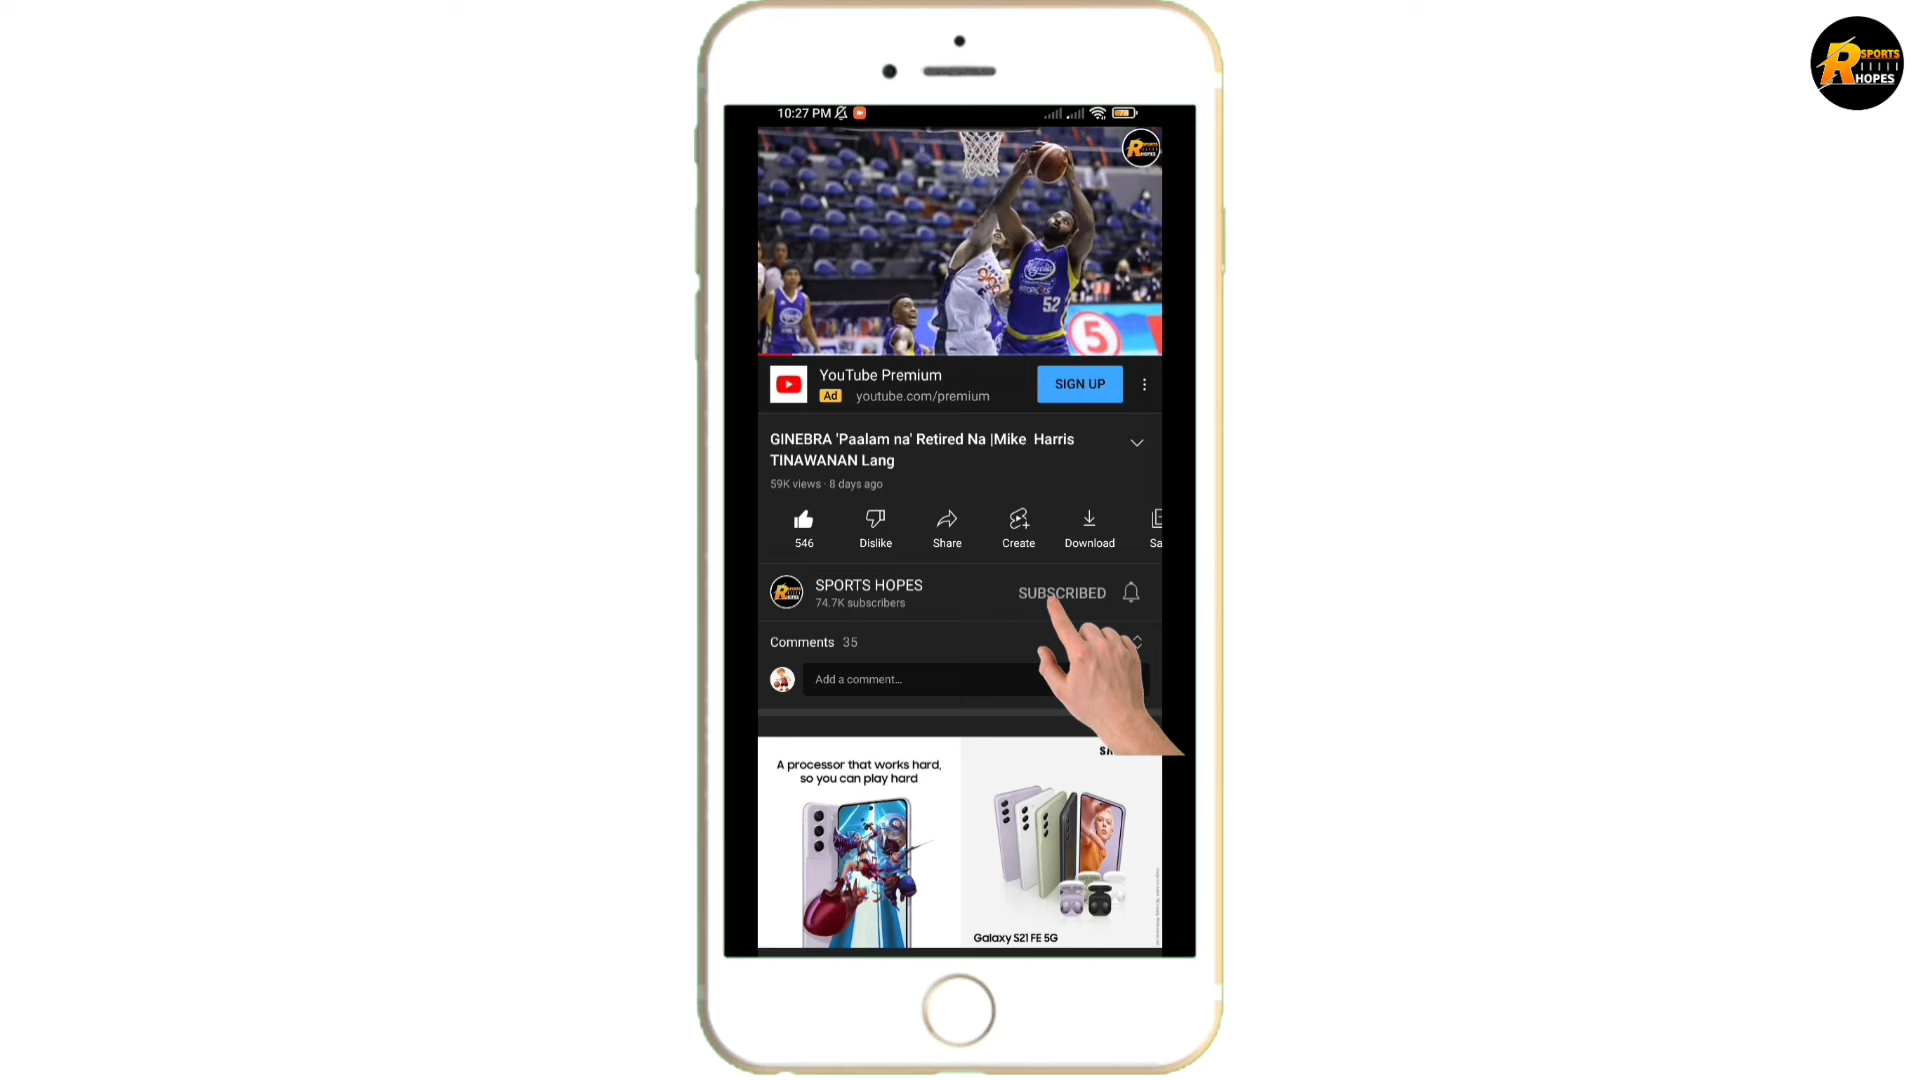 R SPORTS
HOPES
10:27 PM
52
5
YouTube Premium
Ad youtube.com/premium
SIGN UP
GINEBRA 'Paalam na' Retired Na |Mike Harris
TINAWANAN Lang
59K views · 8 days ago
546
Dislike
Share
Create
Download
Sa
SPORTS HOPES
74.7K subscribers
SUBSCRIBED
Comments 35
Add a comment...
A processor that works hard,
so you can play hard
Galaxy S21 FE 5G